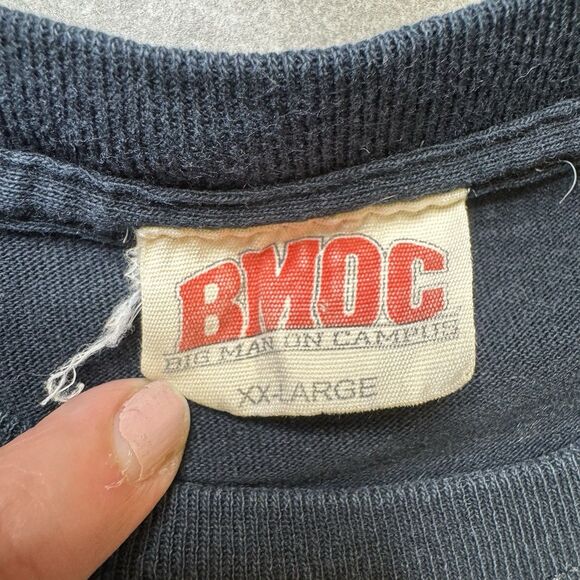 BMOC
BIG MAN ON CAMPUS
XX-LARGE